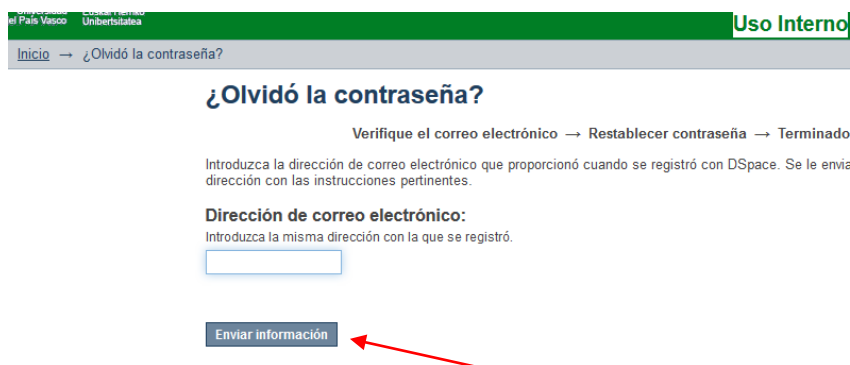 el País Vasco Unibertsitatea
Uso Interno
Inicio → ¿Olvidó la contraseña?
¿Olvidó la contraseña?
Verifique el correo electrónico → Restablecer contraseña → Terminado
Introduzca la dirección de correo electrónico que proporcionó cuando se registró con DSpace. Se le envia
dirección con las instrucciones pertinentes.
Dirección de correo electrónico:
Introduzca la misma dirección con la que se registró.
Enviar información